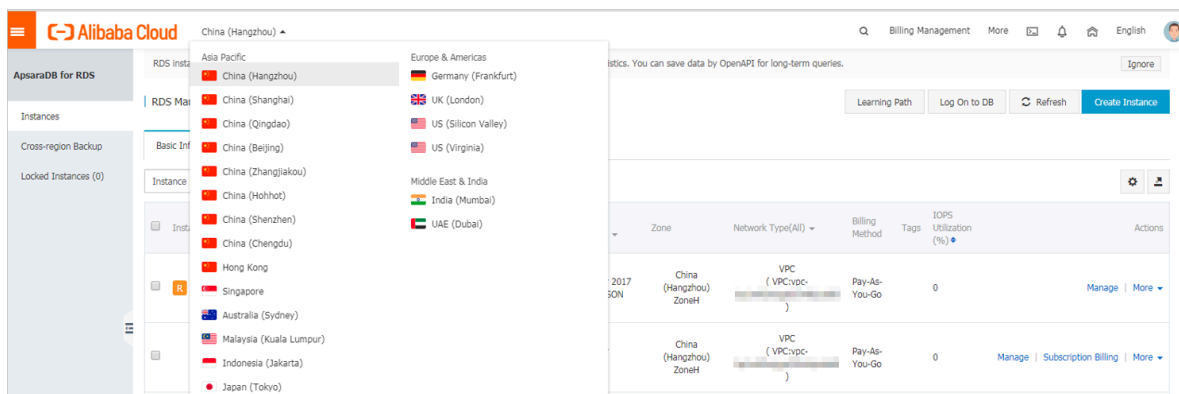 Alibaba Cloud
China (Hangzhou)
Billing Management
More
English
ApsaraDB for RDS
Instances
Cross-region Backup
Locked Instances (0)
RDS insta
istics. You can save data by OpenAPI for long-term queries.
Ignore
RDS Ma
Learning Path
Log On to DB
Refresh
Create Instance
Basic Inf
Instance
Asia Pacific
China (Hangzhou)
China (Shanghai)
China (Qingdao)
China (Beijing)
China (Zhangjiakou)
China (Hohhot)
China (Shenzhen)
China (Chengdu)
Hong Kong
Singapore
Australia (Sydney)
Malaysia (Kuala Lumpur)
Indonesia (Jakarta)
Japan (Tokyo)
Europe & Americas
Germany (Frankfurt)
UK (London)
US (Silicon Valley)
US (Virginia)
Middle East & India
India (Mumbai)
UAE (Dubai)
Insta
Zone
Network Type(All)
Billing
Method
Tags
IOPS
Utilization
(%)
Actions
R
2017
SON
China
(Hangzhou)
ZoneH
VPC
( VPC:vpc-
)
Pay-As-
You-Go
0
Manage | More
China
(Hangzhou)
ZoneH
VPC
( VPC:vpc-
)
Pay-As-
You-Go
0
Manage | Subscription Billing | More